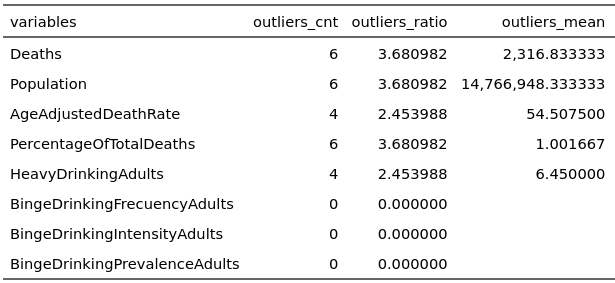 variables outliers_cnt outliers_ratio outliers_mean
Deaths 6 3.680982 2,316.833333
Population 6 3.680982 14,766,948.333333
AgeAdjustedDeathRate 4 2.453988 54.507500
PercentageOfTotalDeaths 6 3.680982 1.001667
HeavyDrinkingAdults 4 2.453988 6.450000
BingeDrinkingFrecuencyAdults 0 0.000000
BingeDrinkingIntensityAdults 0 0.000000
BingeDrinkingPrevalenceAdults 0 0.000000